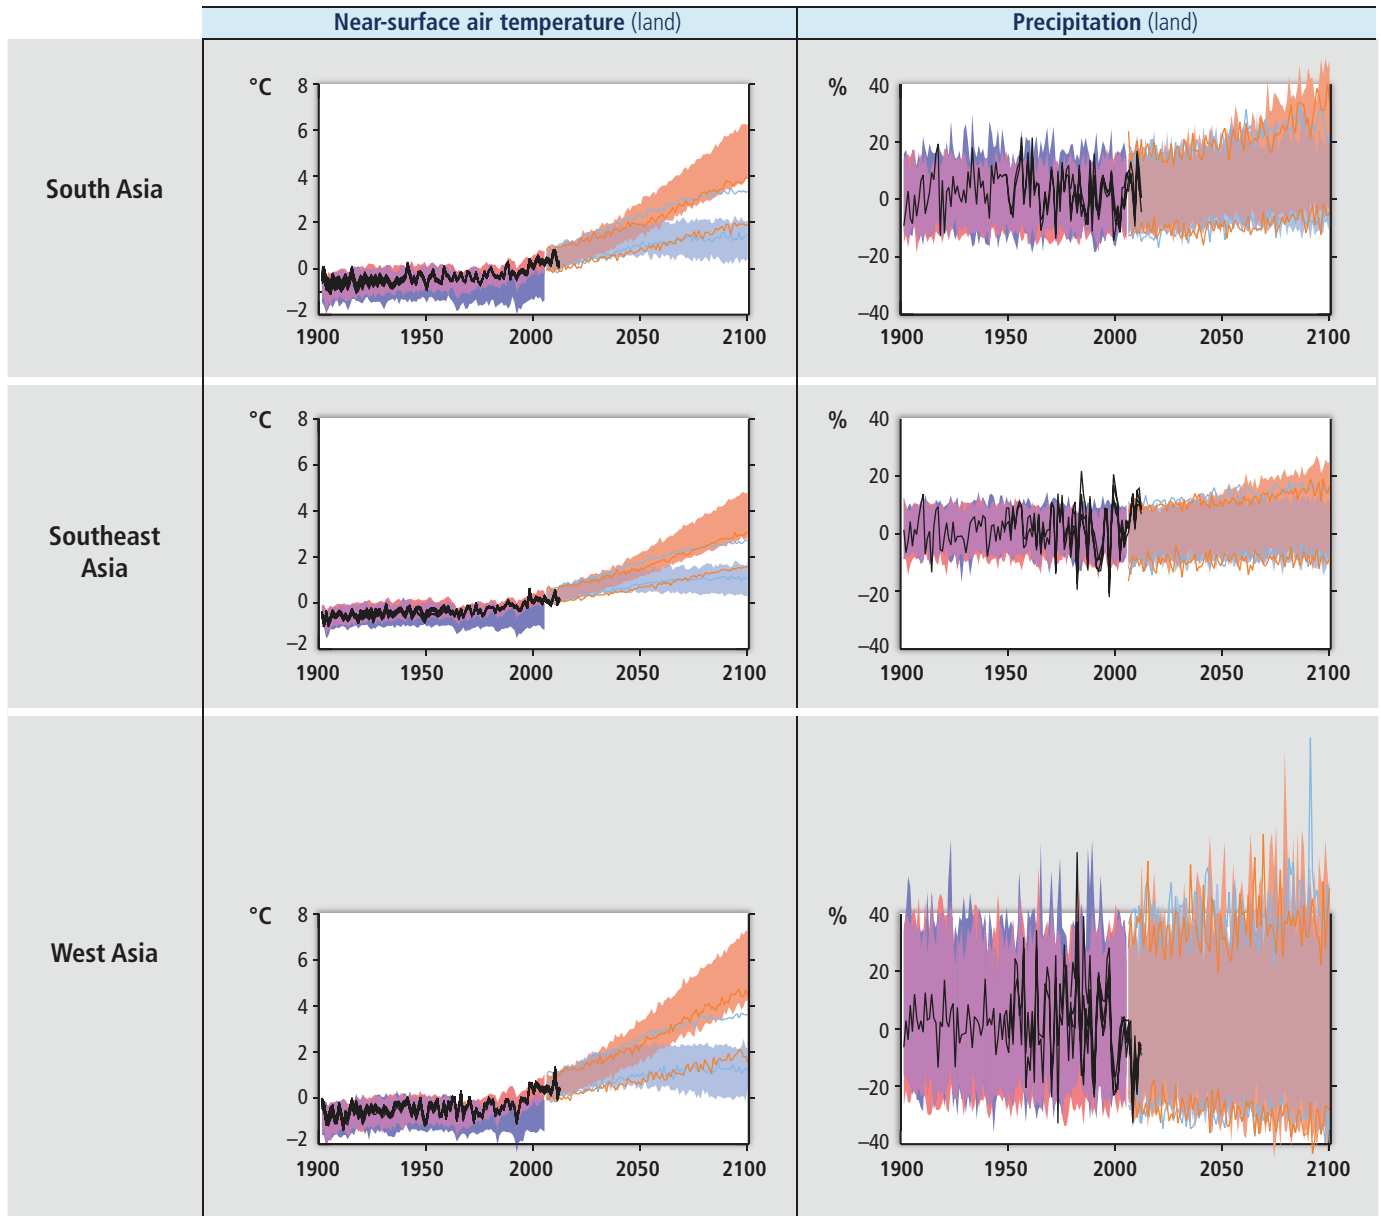 Near-surface air temperature (land)
Precipitation (land)
South Asia
°C
8
6
4
2
0
–2
1900 1950 2000 2050 2100
%
40
20
0
–20
–40
1900 1950 2000 2050 2100
Southeast
Asia
°C
8
6
4
2
0
–2
1900 1950 2000 2050 2100
%
40
20
0
–20
–40
1900 1950 2000 2050 2100
West Asia
°C
8
6
4
2
0
–2
1900 1950 2000 2050 2100
%
40
20
0
–20
–40
1900 1950 2000 2050 2100